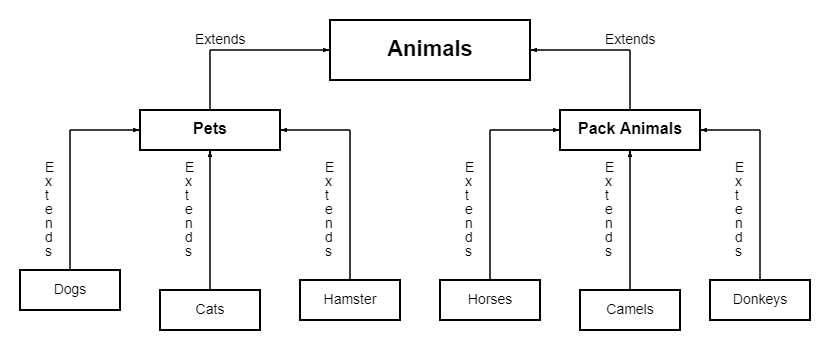 Extends
Animals
Extends
Pets
Pack Animals
Extends
Extends
Extends
Extends
Extends
Extends
Dogs
Cats
Hamster
Horses
Camels
Donkeys